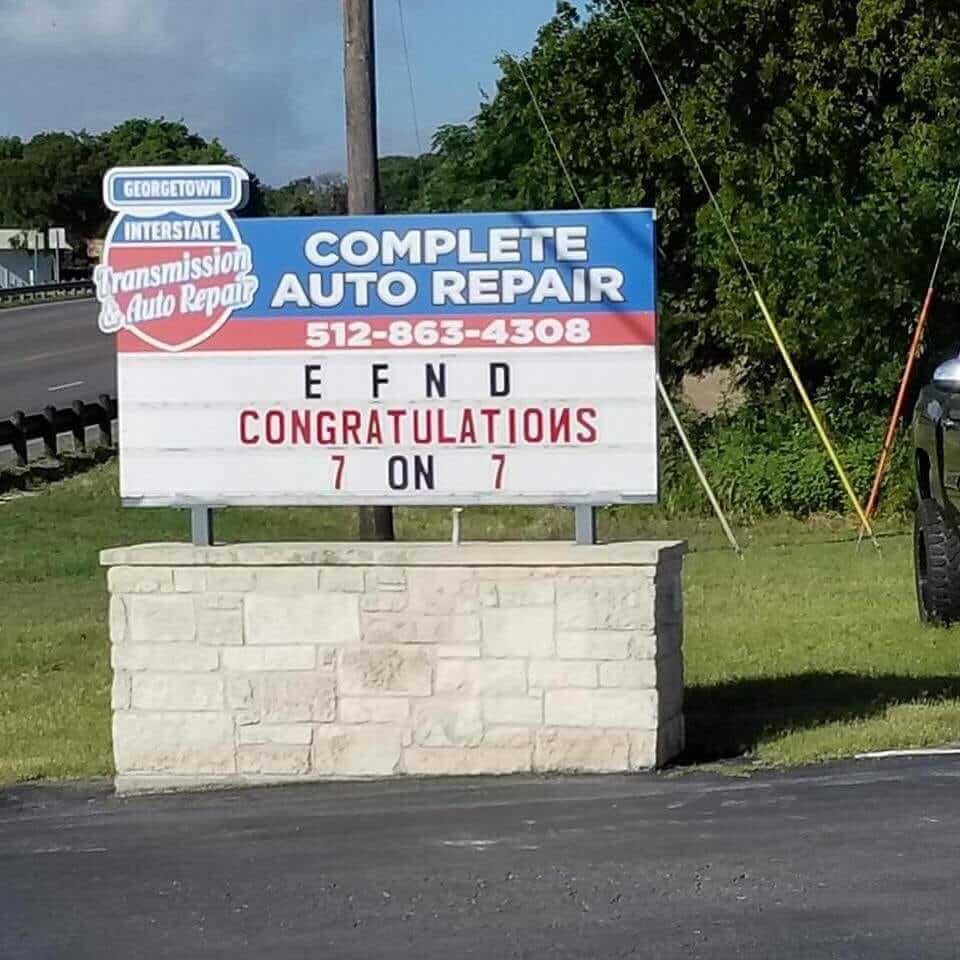 GEORGETOWN
INTERSTATE
Transmission
& Auto Repair
COMPLETE
AUTO REPAIR
512-863-4308
E F N D
CONGRATULATIONS
7 ON 7